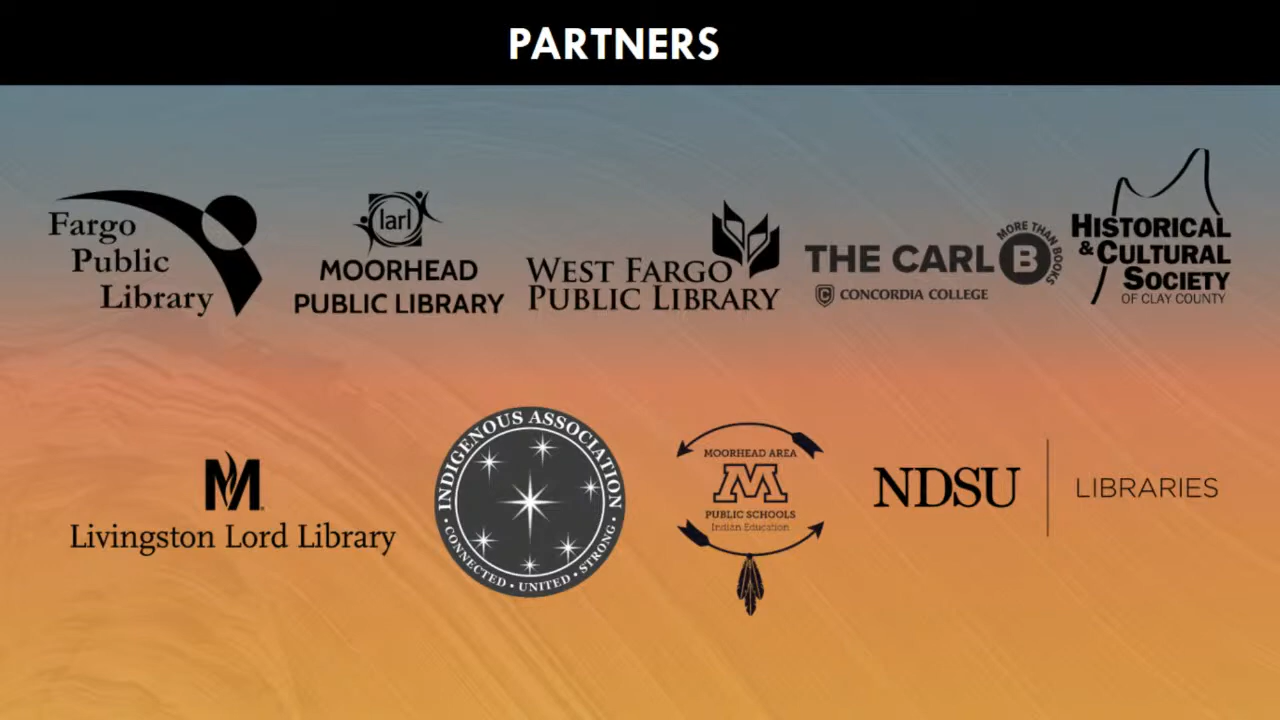 PARTNERS
Fargo
Public
Library
larl
MOORHEAD
PUBLIC LIBRARY
WEST FARGO
PUBLIC LIBRARY
THE CARL B
MORE THAN BOOKS
C CONCORDIA COLLEGE
HISTORICAL
& CULTURAL
SOCIETY
OF CLAY COUNTY
M
Livingston Lord Library
INDIGENOUS ASSOCIATION
• CONNECTED • UNITED • STRONG •
MOORHEAD AREA
M
PUBLIC SCHOOLS
Indian Education
NDSU LIBRARIES